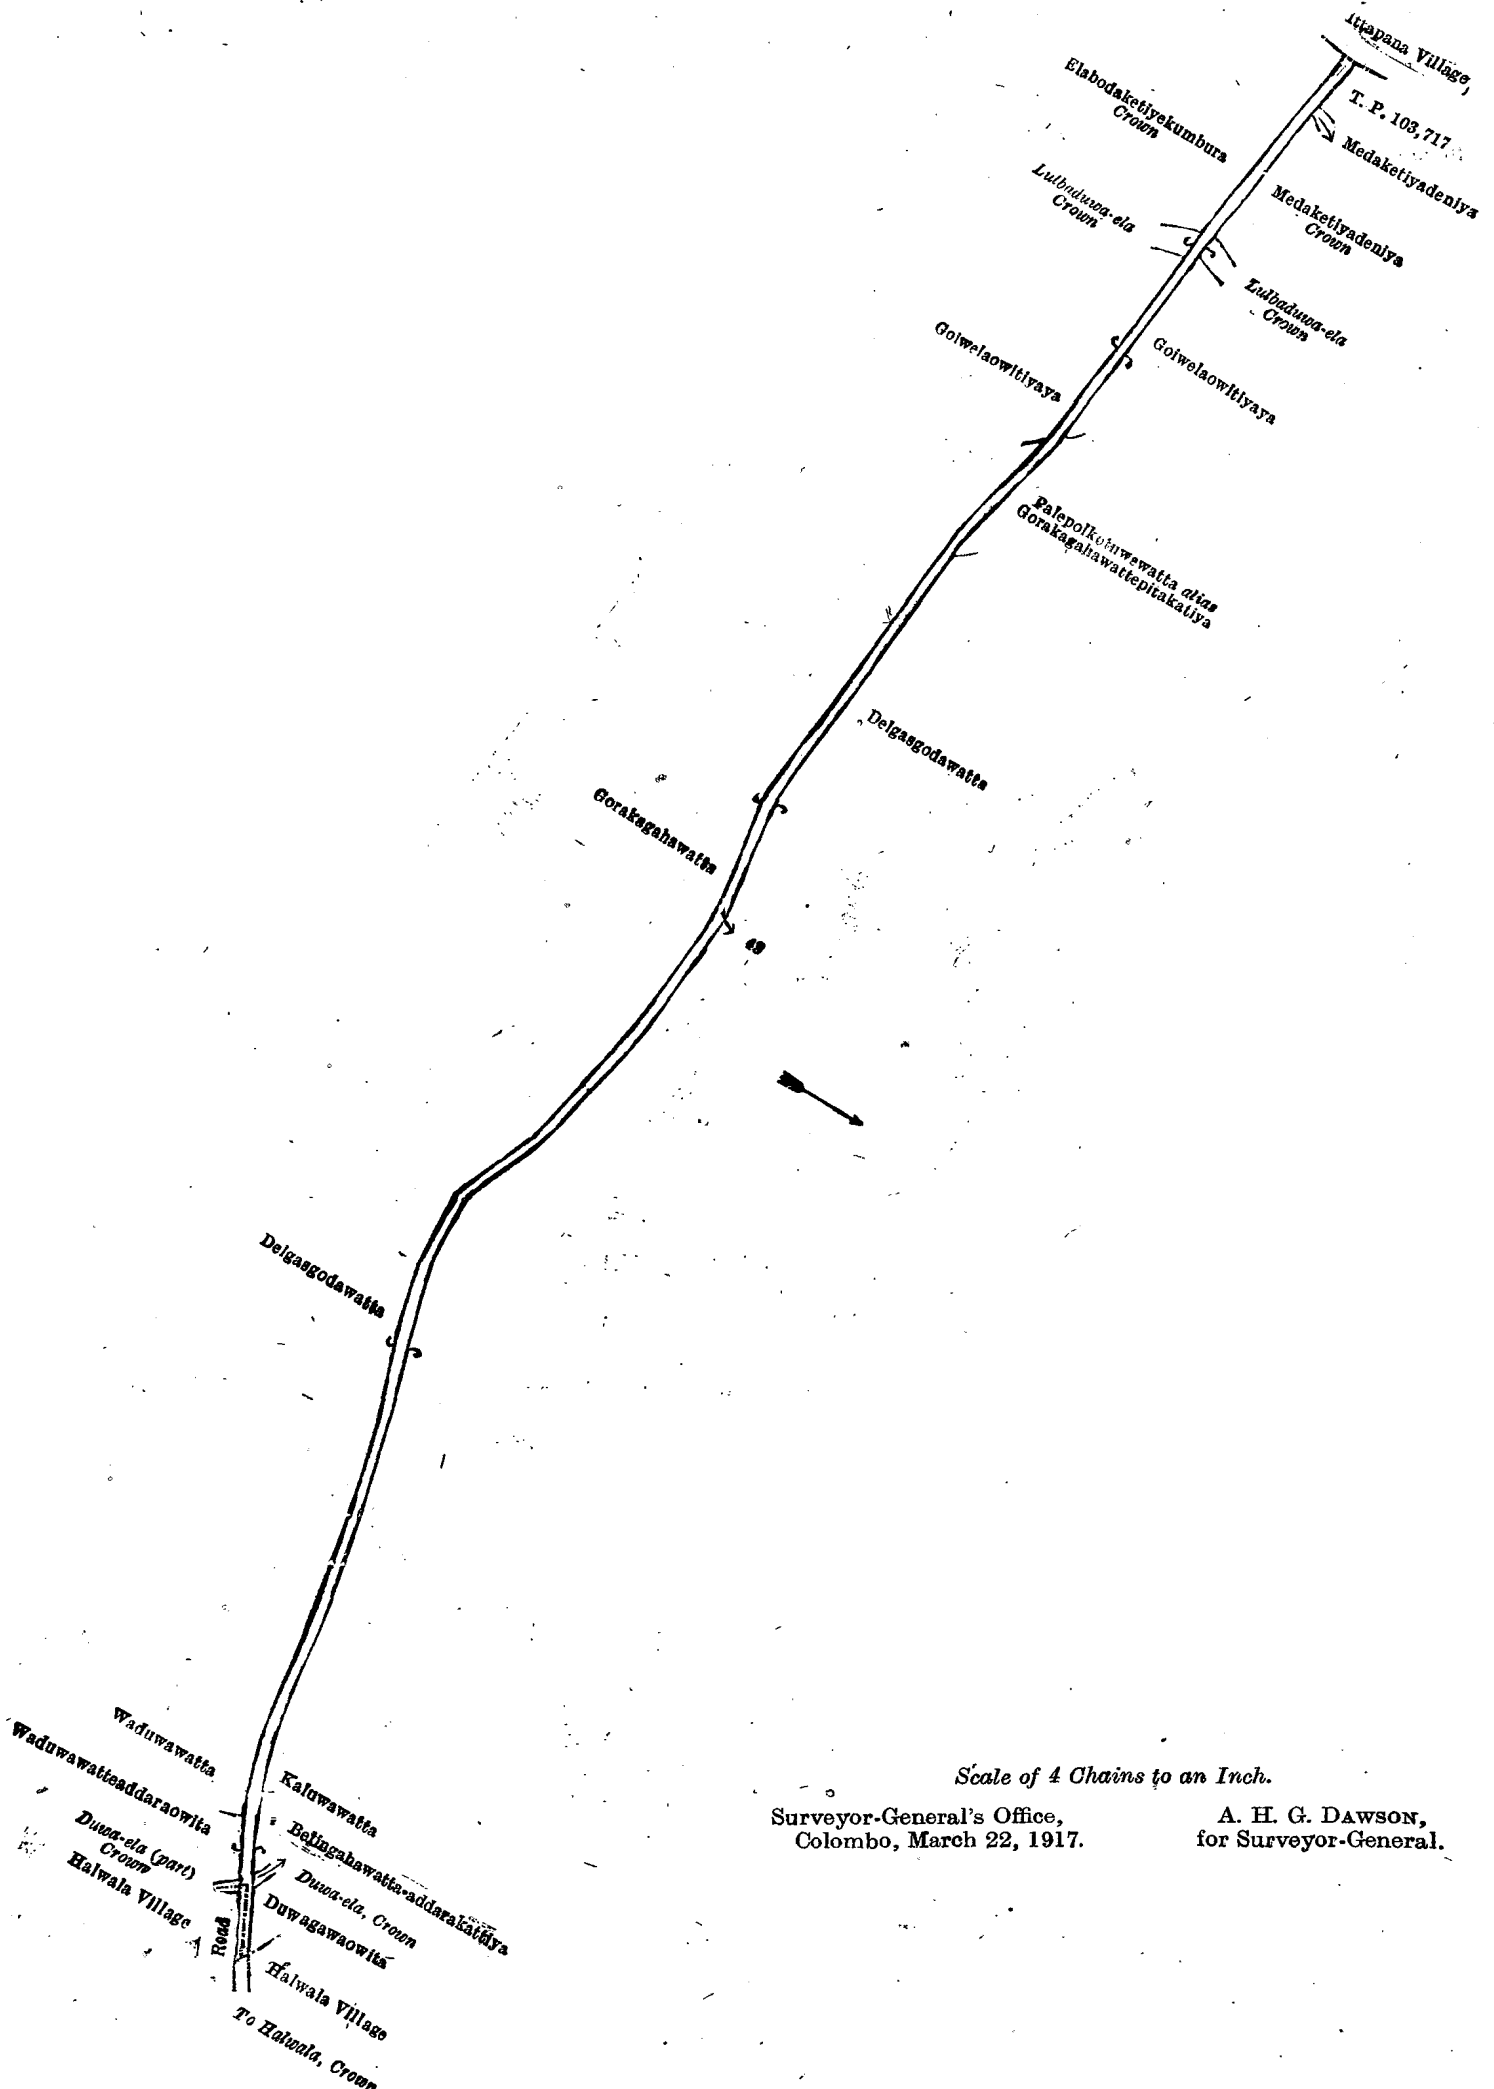 Ittapana Village,
T. P. 103,717
Medaketiyadeniya
Elabodaketiyekumbura
Crown
Medaketiyadeniya
Crown
Lulbaduwa-ela
Crown
Lulbaduwa-ela
Crown
Goiwelaowitiyaya
Goiwelaowitiyaya
Palepolkotuwewatta alias
Gorakagahawattepitakatiya
Delgasgodawatta
Gorakagahawatta
Delgasgodawatta
Waduwawatta
Waduwawatteaddaraowita
Duwa-ela (part)
Crown
Halwala Village
Road
Kaluwawatta
Belingahawatta-addarakattiya
Duwa-ela, Crown
Duwagawaowita
Halwala Village
To Halwala, Crown
Scale of 4 Chains to an Inch.
Surveyor-General's Office,
Colombo, March 22, 1917.
A. H. G. DAWSON,
for Surveyor-General.